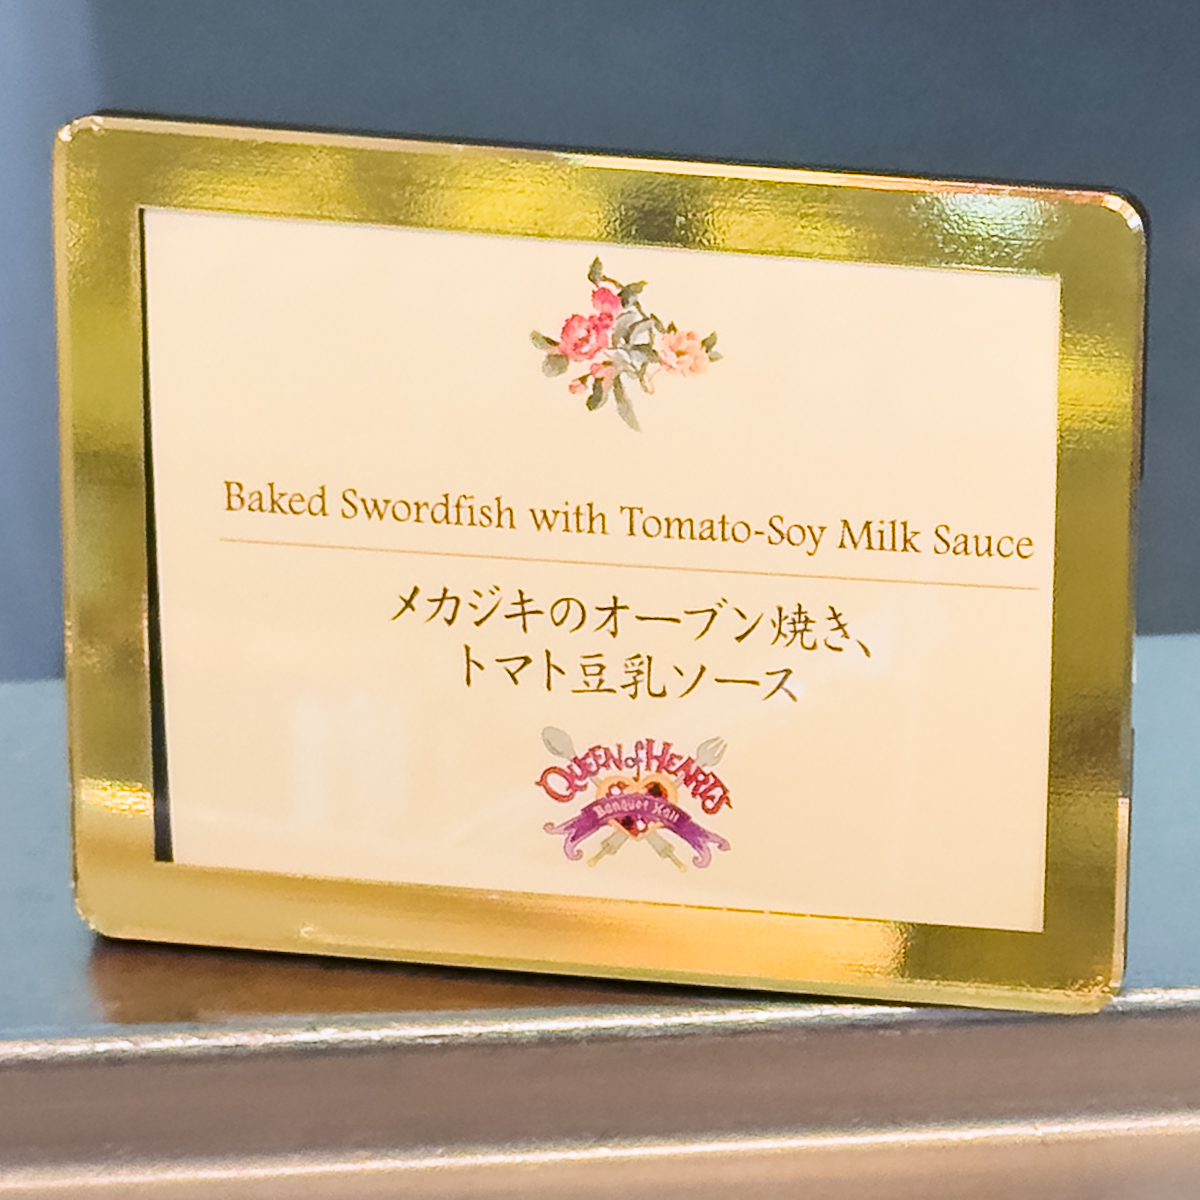 Baked Swordfish with Tomato-Soy Milk Sauce
メカジキのオーブン焼き、
トマト豆乳ソース
QUEEN of HEARTS
Banquet Hall